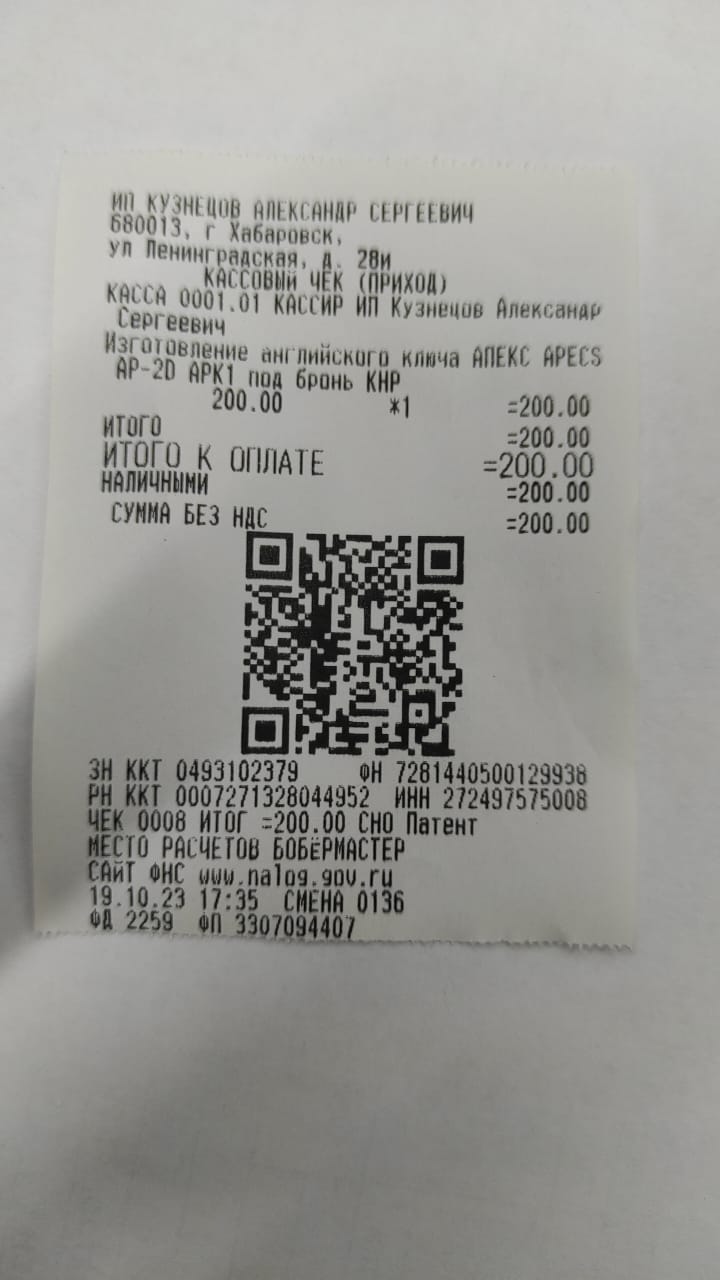 ИП КУЗНЕЦОВ АЛЕКСАНДР СЕРГЕЕВИЧ
680013, г Хабаровск,
ул Ленинградская, д. 28и
КАССОВЫЙ ЧЕК (ПРИХОД)
КАССА 0001.01 КАССИР ИП Кузнецов Александр
Сергеевич
Изготовление английского ключа АПЕКС APECS
AP-2D APK1 под бронь КНР
200.00 *1 =200.00
ИТОГО =200.00
ИТОГО К ОПЛАТЕ =200.00
НАЛИЧНЫМИ =200.00
СУММА БЕЗ НДС =200.00
ЗН ККТ 0493102379 ФН 7281440500129938
РН ККТ 0007271328044952 ИНН 272497575008
ЧЕК 0008 ИТОГ =200.00 СНО Патент
МЕСТО РАСЧЕТОВ БОБЁРМАСТЕР
САЙТ ФНС www.nalog.gov.ru
19.10.23 17:35 СМЕНА 0136
ФД 2259 ФП 3307094407